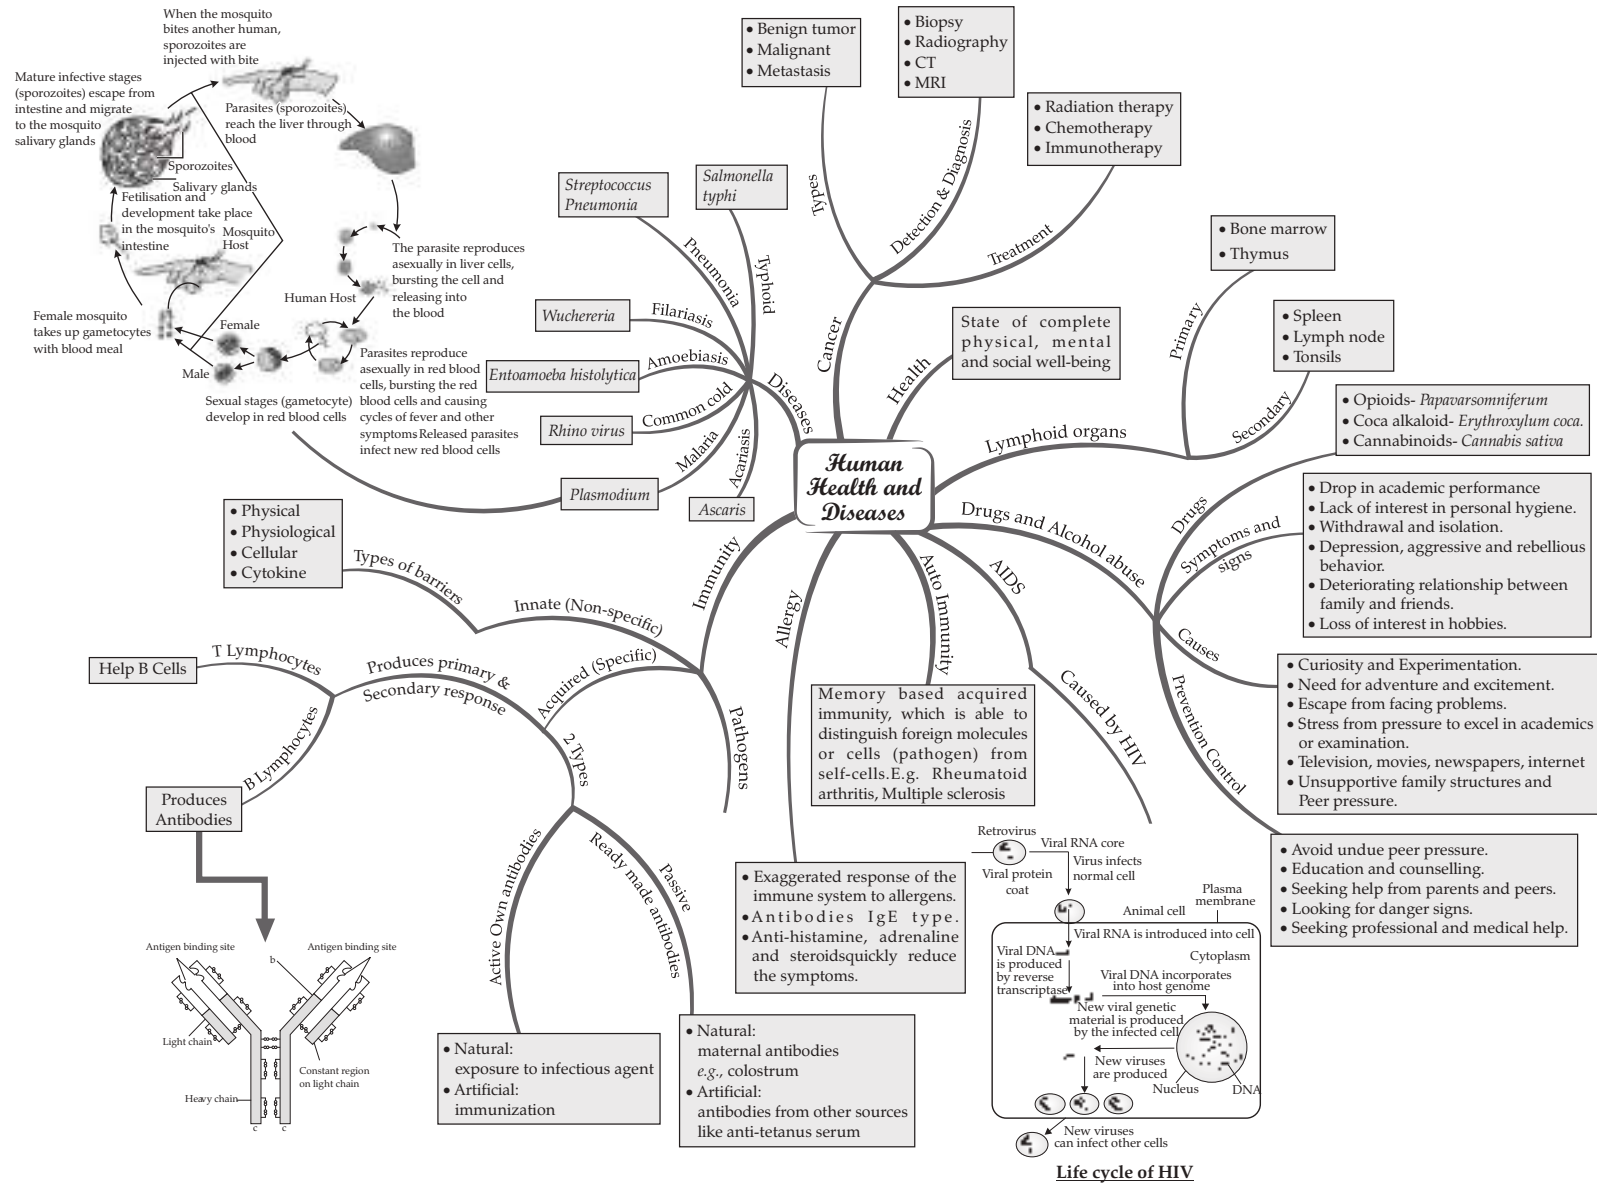 When the mosquito
bites another human,
sporozoites are
injected with bite
Mature infective stages
(sporozoites) escape from
intestine and migrate
to the mosquito
salivary glands
Parasites (sporozoites)
reach the liver through
blood
Sporozoites
Salivary glands
Fetilisation and
development take place
in the mosquito's
intestine
Mosquito
Host
The parasite reproduces
asexually in liver cells,
bursting the cell and
releasing into
the blood
Human Host
Female mosquito
takes up gametocytes
with blood meal
Female
Male
Sexual stages (gametocyte)
develop in red blood cells
Parasites reproduce
asexually in red blood
cells, bursting the red
blood cells and causing
cycles of fever and other
symptoms Released parasites
infect new red blood cells
Human
Health and
Diseases
Diseases
Streptococcus
Pneumonia
Pneumonia
Salmonella
typhi
Typhoid
Wuchereria
Filariasis
Entoamoeba histolytica
Amoebiasis
Rhino virus
Common cold
Plasmodium
Malaria
Ascaris
Acariasis
Cancer
Types
• Benign tumor
• Malignant
• Metastasis
Detection & Diagnosis
• Biopsy
• Radiography
• CT
• MRI
Treatment
• Radiation therapy
• Chemotherapy
• Immunotherapy
Health
State of complete
physical, mental
and social well-being
Lymphoid organs
Primary
• Bone marrow
• Thymus
Secondary
• Spleen
• Lymph node
• Tonsils
Drugs and Alcohol abuse
Drugs
• Opioids- Papavarsomniferum
• Coca alkaloid- Erythroxylum coca.
• Cannabinoids- Cannabis sativa
Symptoms and
signs
• Drop in academic performance
• Lack of interest in personal hygiene.
• Withdrawal and isolation.
• Depression, aggressive and rebellious
behavior.
• Deteriorating relationship between
family and friends.
• Loss of interest in hobbies.
Causes
• Curiosity and Experimentation.
• Need for adventure and excitement.
• Escape from facing problems.
• Stress from pressure to excel in academics
or examination.
• Television, movies, newspapers, internet
• Unsupportive family structures and
Peer pressure.
Prevention Control
• Avoid undue peer pressure.
• Education and counselling.
• Seeking help from parents and peers.
• Looking for danger signs.
• Seeking professional and medical help.
AIDS
Caused by HIV
Retrovirus
Viral RNA core
Viral protein
coat
Virus infects
normal cell
Plasma
membrane
Animal cell
Viral RNA is introduced into cell
Viral DNA
is produced
by reverse
transcriptase
Cytoplasm
Viral DNA incorporates
into host genome
New viral genetic
material is produced
by the infected cell
New viruses
are produced
Nucleus
DNA
New viruses
can infect other cells
Life cycle of HIV
Auto Immunity
Memory based acquired
immunity, which is able to
distinguish foreign molecules
or cells (pathogen) from
self-cells.E.g. Rheumatoid
arthritis, Multiple sclerosis
Allergy
• Exaggerated response of the
immune system to allergens.
• Antibodies IgE type.
• Anti-histamine, adrenaline
and steroidsquickly reduce
the symptoms.
Immunity
Innate (Non-specific)
Types of barriers
• Physical
• Physiological
• Cellular
• Cytokine
Acquired (Specific)
Pathogens
Produces primary &
Secondary response
T Lymphocytes
Help B Cells
B Lymphocytes
Produces
Antibodies
2 Types
Active Own antibodies
• Natural:
exposure to infectious agent
• Artificial:
immunization
Passive
Ready made antibodies
• Natural:
maternal antibodies
e.g., colostrum
• Artificial:
antibodies from other sources
like anti-tetanus serum
Antigen binding site
Antigen binding site
b
Light chain
Constant region
on light chain
Heavy chain
c
c